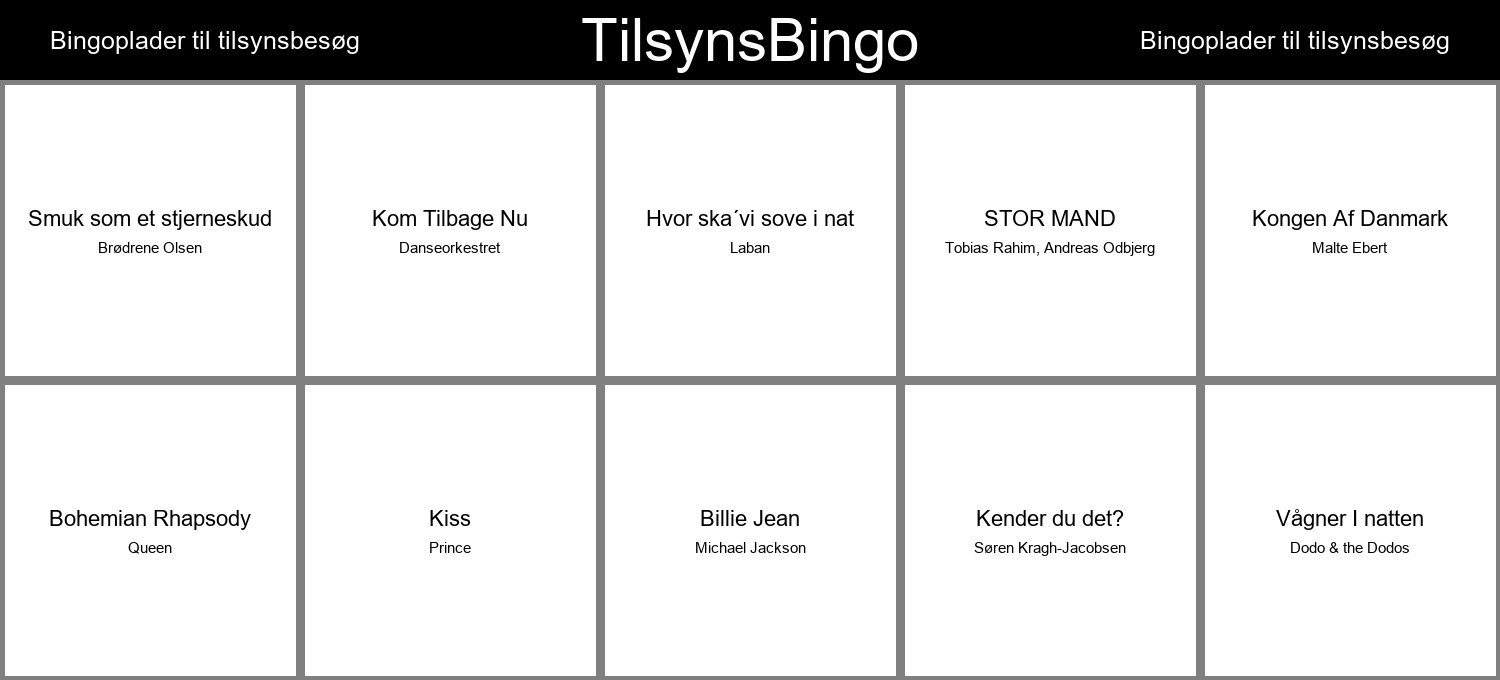 Bingoplader til tilsynsbesøg
TilsynsBingo
Bingoplader til tilsynsbesøg
Smuk som et stjerneskud
Brødrene Olsen
Kom Tilbage Nu
Danseorkestret
Hvor ska´vi sove i nat
Laban
STOR MAND
Tobias Rahim, Andreas Odbjerg
Kongen Af Danmark
Malte Ebert
Bohemian Rhapsody
Queen
Kiss
Prince
Billie Jean
Michael Jackson
Kender du det?
Søren Kragh-Jacobsen
Vågner I natten
Dodo & the Dodos